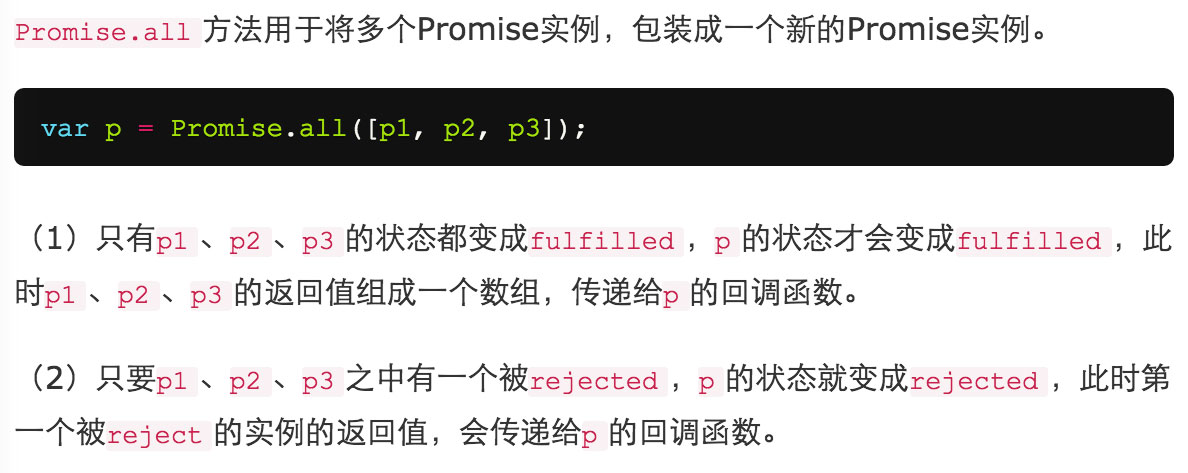 Promise.all 方法用于将多个Promise实例，包装成一个新的Promise实例。
var p = Promise.all([p1, p2, p3]);
（1）只有p1 、p2 、p3 的状态都变成fulfilled ，p 的状态才会变成fulfilled ，此
时p1 、p2 、p3 的返回值组成一个数组，传递给p 的回调函数。
（2）只要p1 、p2 、p3 之中有一个被rejected ，p 的状态就变成rejected ，此时第
一个被reject 的实例的返回值，会传递给p 的回调函数。